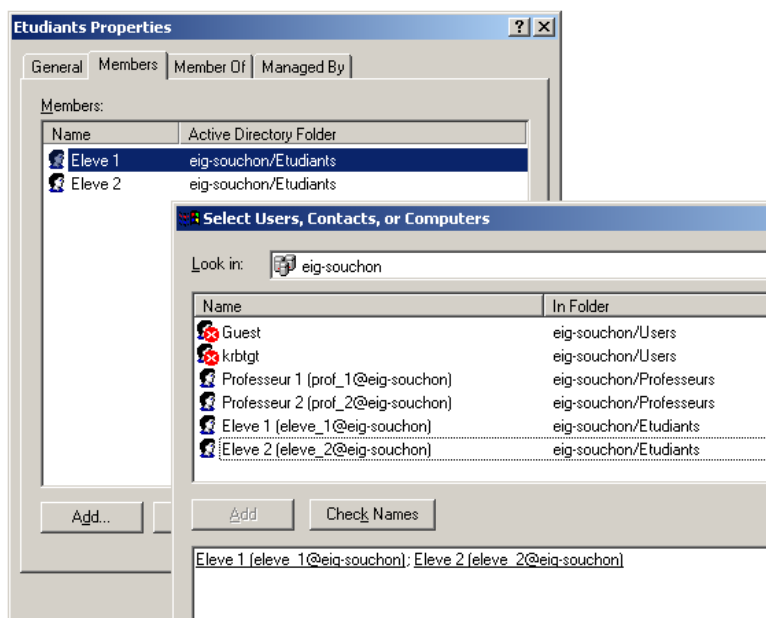 Etudiants Properties
General Members Member Of Managed By
Members:
Name Active Directory Folder
Eleve 1 eig-souchon/Etudiants
Eleve 2 eig-souchon/Etudiants
Select Users, Contacts, or Computers
Look in: eig-souchon
Name In Folder
Guest eig-souchon/Users
krbtgt eig-souchon/Users
Professeur 1 (prof_1@eig-souchon) eig-souchon/Professeurs
Professeur 2 (prof_2@eig-souchon) eig-souchon/Professeurs
Eleve 1 (eleve_1@eig-souchon) eig-souchon/Etudiants
Eleve 2 (eleve_2@eig-souchon) eig-souchon/Etudiants
Add... Add Check Names
Eleve 1 (eleve_1@eig-souchon); Eleve 2 (eleve_2@eig-souchon)